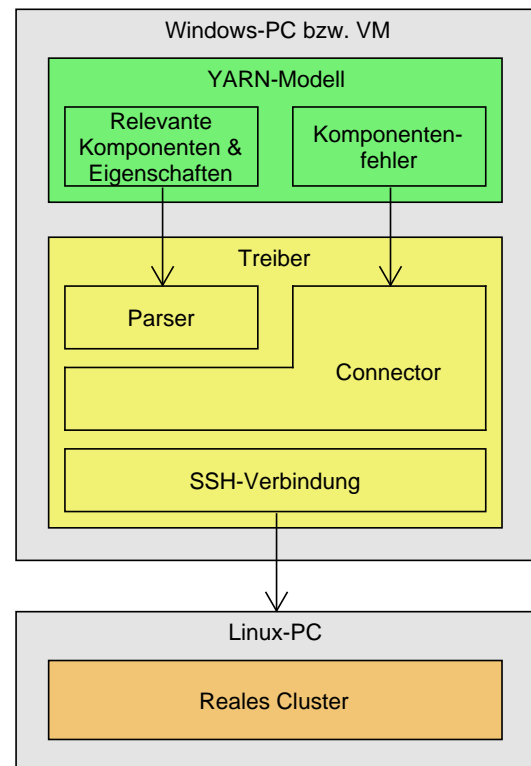 Windows-PC bzw. VM
YARN-Modell
Relevante
Komponenten &
Eigenschaften
Komponenten-
fehler
Treiber
Parser
Connector
SSH-Verbindung
Linux-PC
Reales Cluster